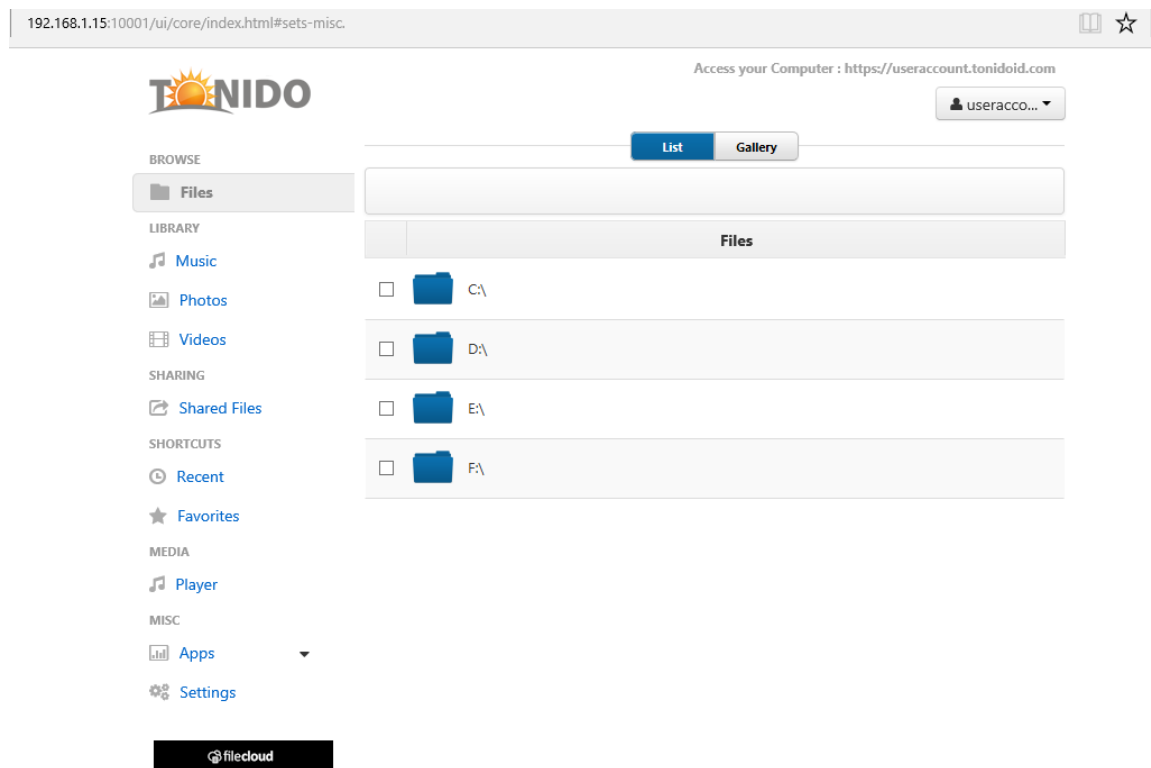 192.168.1.15:10001/ui/core/index.html#sets-misc.
TONIDO
Access your Computer : https://useraccount.tonidoid.com
useracco...
List
Gallery
BROWSE
Files
LIBRARY
Music
Photos
Videos
SHARING
Shared Files
SHORTCUTS
Recent
Favorites
MEDIA
Player
MISC
Apps
Settings
filecloud
Files
C:\
D:\
E:\
F:\